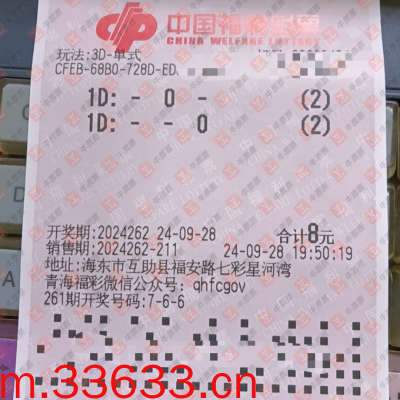 中国福利彩票
CHINA WELFARE LOTTERY
玩法:3D-单式
CFEB-68B0-728D-ED
1D: - 0 - (2)
1D: - - 0 (2)
开奖期:2024262 24-09-28 合计8元
销售期:2024262-211 24-09-28 19:50:19
地址:海东市互助县福安路七彩星河湾
青海福彩微信公众号: qhfcgov
261期开奖号码:7-6-6
m.33633.cn